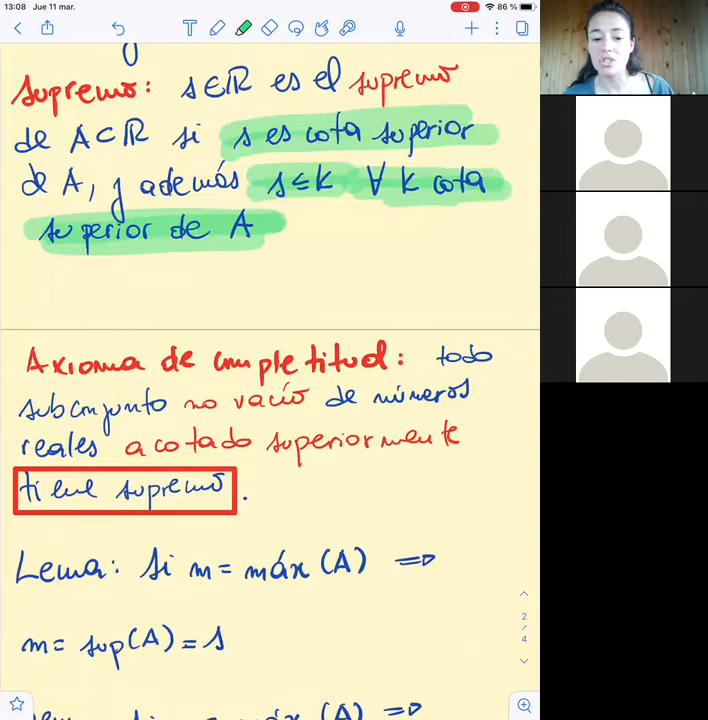 13:08 Jue 11 mar.
86 %
supremo: s∈ℝ es el supremo
de A⊂ℝ si s es cota superior
de A, y además s≤k ∀ k cota
superior de A
Axioma de completitud: todo
subconjunto no vacío de números
reales acotado superiormente
tiene supremo.
Lema: si m = máx (A) ⇒
m = sup(A) = s
2
/
4
si m = máx (A) ⇒